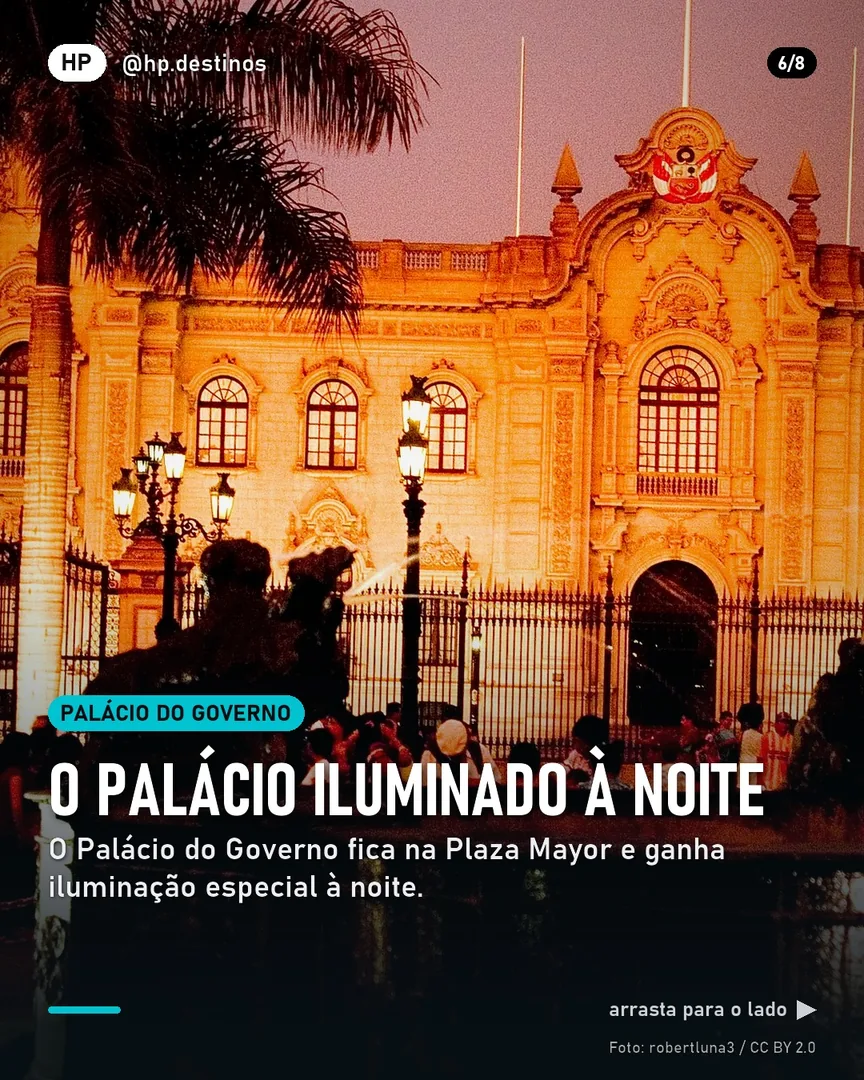 HP @hp.destinos
6/8
PALÁCIO DO GOVERNO
O PALÁCIO ILUMINADO À NOITE
O Palácio do Governo fica na Plaza Mayor e ganha
iluminação especial à noite.
arrasta para o lado ▶
Foto: robertluna3 / CC BY 2.0